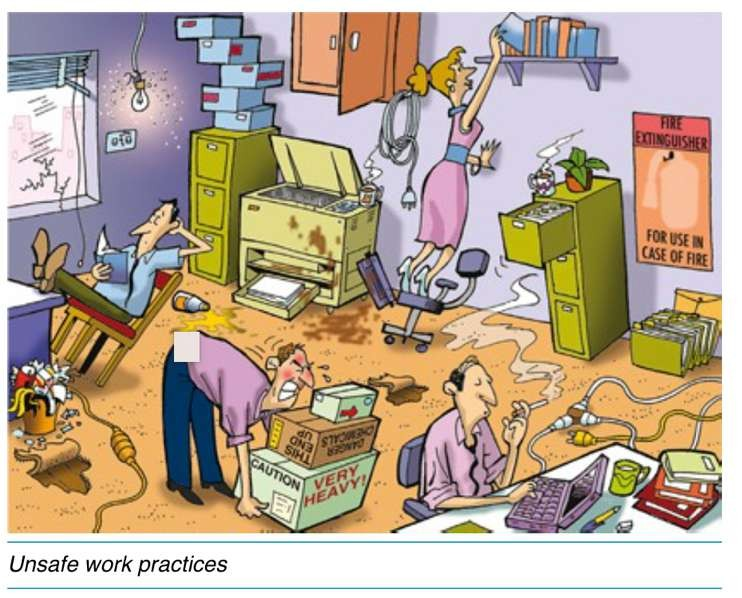 FIRE
EXTINGUISHER
FOR USE IN
CASE OF FIRE
DANGER
CHEMICALS
THIS
END
UP
CAUTION
VERY
HEAVY!
Unsafe work practices